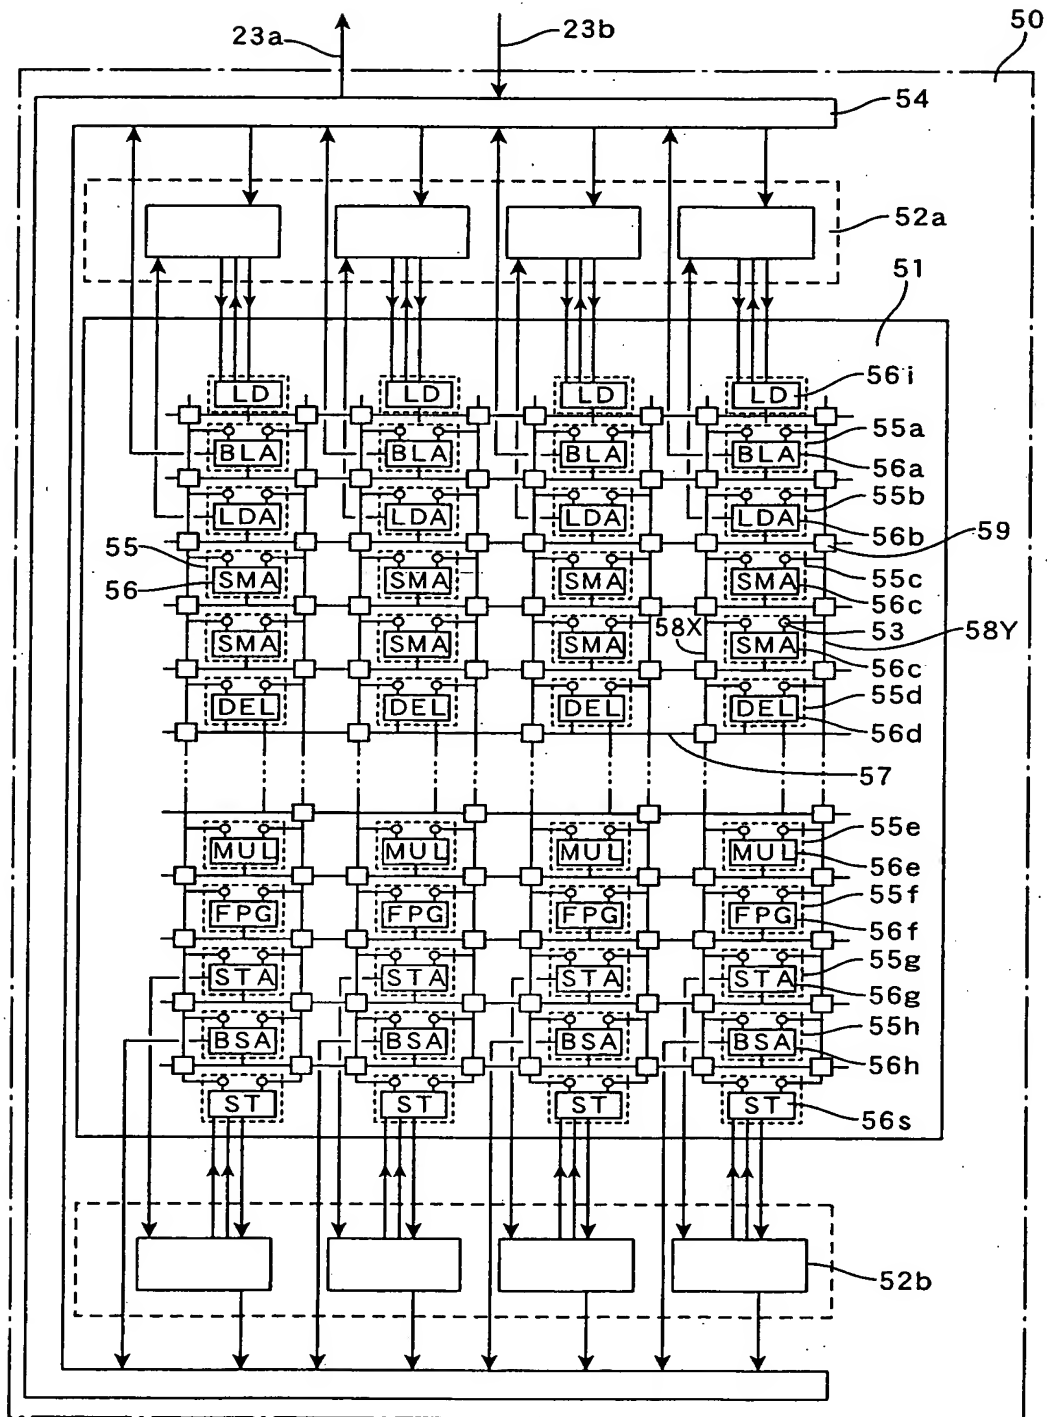 23a 23b 50
54
52a
51
LD LD LD LD 56i
55a
BLA BLA BLA BLA 56a
55b
LDA LDA LDA LDA 56b 59
55 55c
56 SMA SMA SMA SMA 56c
58X 53 58Y
SMA SMA SMA SMA 56c
55d
DEL DEL DEL DEL 56d
57
55e
MUL MUL MUL MUL 56e
55f
FPG FPG FPG FPG 56f
55g
STA STA STA STA 56g
55h
BSA BSA BSA BSA 56h
ST ST ST ST 56s
52b